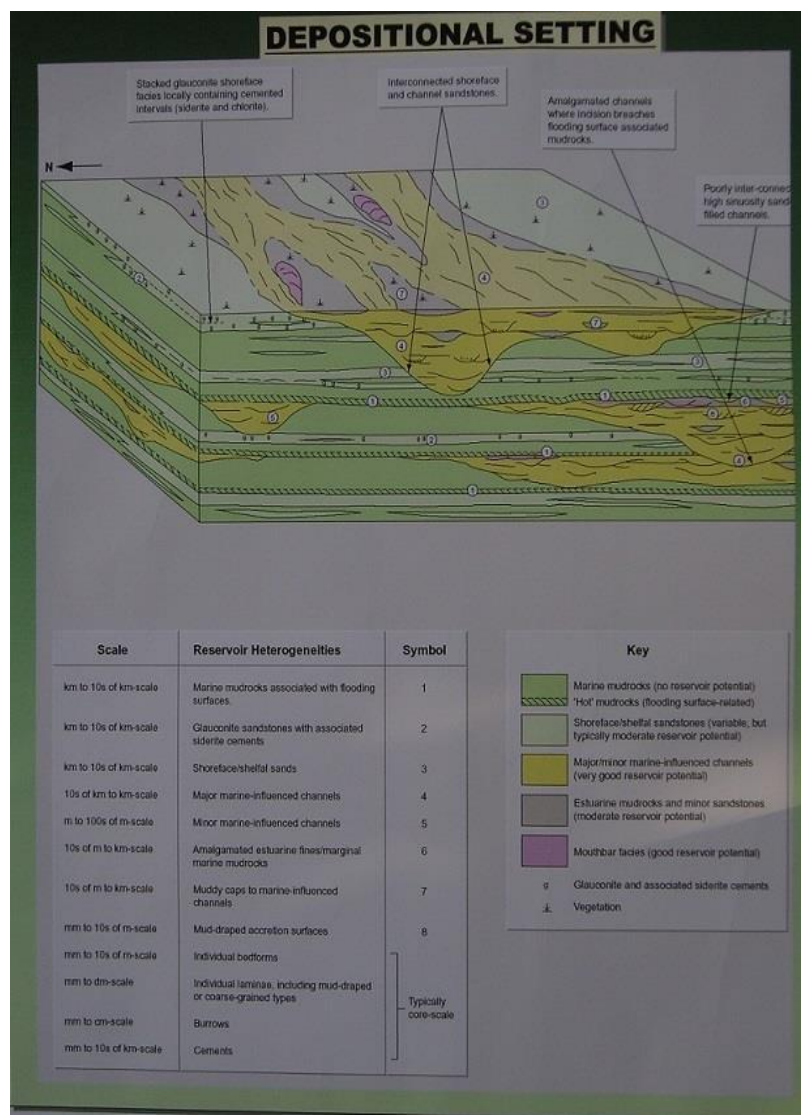 DEPOSITIONAL SETTING
Stacked glauconite shoreface
facies locally containing cemented
intervals (siderite and chlorite).
Interconnected shoreface
and channel sandstones.
Amalgamated channels
where incision breaches
flooding surface associated
mudrocks.
Poorly inter-conne
high sinuosity sand
filled channels.
N
Scale Reservoir Heterogeneities Symbol
km to 10s of km-scale Marine mudrocks associated with flooding
surfaces. 1
km to 10s of km-scale Glauconite sandstones with associated
siderite cements 2
km to 10s of km-scale Shoreface/shelfal sands 3
10s of km to km-scale Major marine-influenced channels 4
m to 100s of m-scale Minor marine-influenced channels 5
10s of m to km-scale Amalgamated estuarine fines/marginal
marine mudrocks 6
10s of m to km-scale Muddy caps to marine-influenced
channels 7
mm to 10s of m-scale Mud-draped accretion surfaces 8
mm to 10s of m-scale Individual bedforms
mm to dm-scale Individual laminae, including mud-draped
or coarse-grained types
Typically
core-scale
mm to cm-scale Burrows
mm to 10s of km-scale Cements
Key
Marine mudrocks (no reservoir potential)
'Hot' mudrocks (flooding surface-related)
Shoreface/shelfal sandstones (variable, but
typically moderate reservoir potential)
Major/minor marine-influenced channels
(very good reservoir potential)
Estuarine mudrocks and minor sandstones
(moderate reservoir potential)
Mouthbar facies (good reservoir potential)
g Glauconite and associated siderite cements
Vegetation